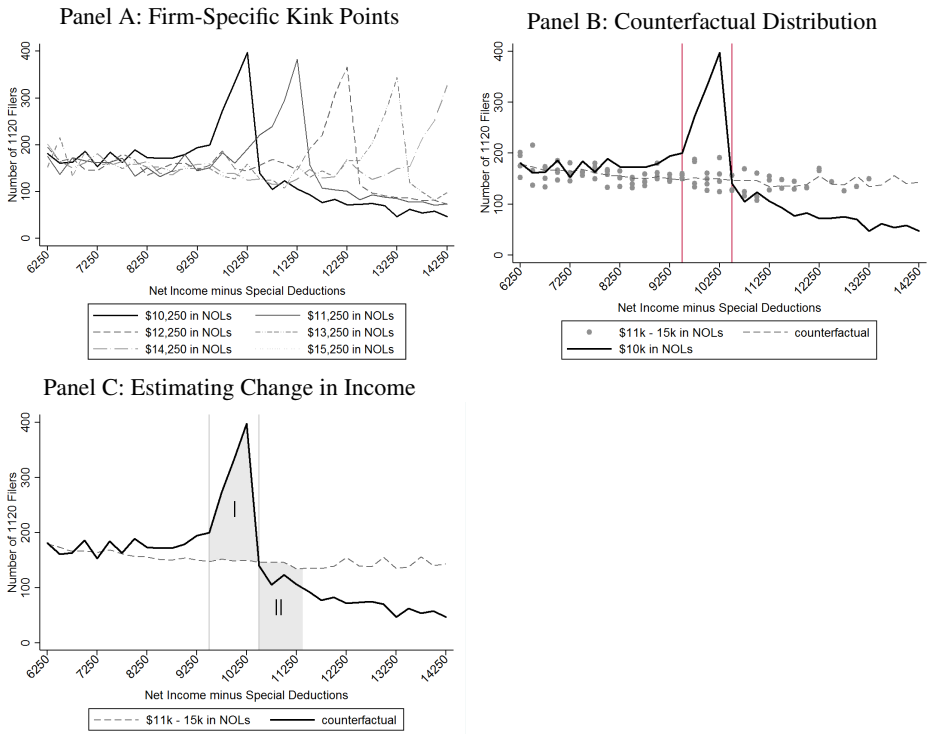 Panel A: Firm-Specific Kink Points
Number of 1120 Filers
400
300
200
100
0
6250 7250 8250 9250 10250 11250 12250 13250 14250
Net Income minus Special Deductions
$10,250 in NOLs $11,250 in NOLs
$12,250 in NOLs $13,250 in NOLs
$14,250 in NOLs $15,250 in NOLs
Panel B: Counterfactual Distribution
Number of 1120 Filers
400
300
200
100
0
6250 7250 8250 9250 10250 11250 12250 13250 14250
Net Income minus Special Deductions
$11k - 15k in NOLs counterfactual
$10k in NOLs
Panel C: Estimating Change in Income
Number of 1120 Filers
400
300
200
100
0
I
II
6250 7250 8250 9250 10250 11250 12250 13250 14250
Net Income minus Special Deductions
$11k - 15k in NOLs counterfactual